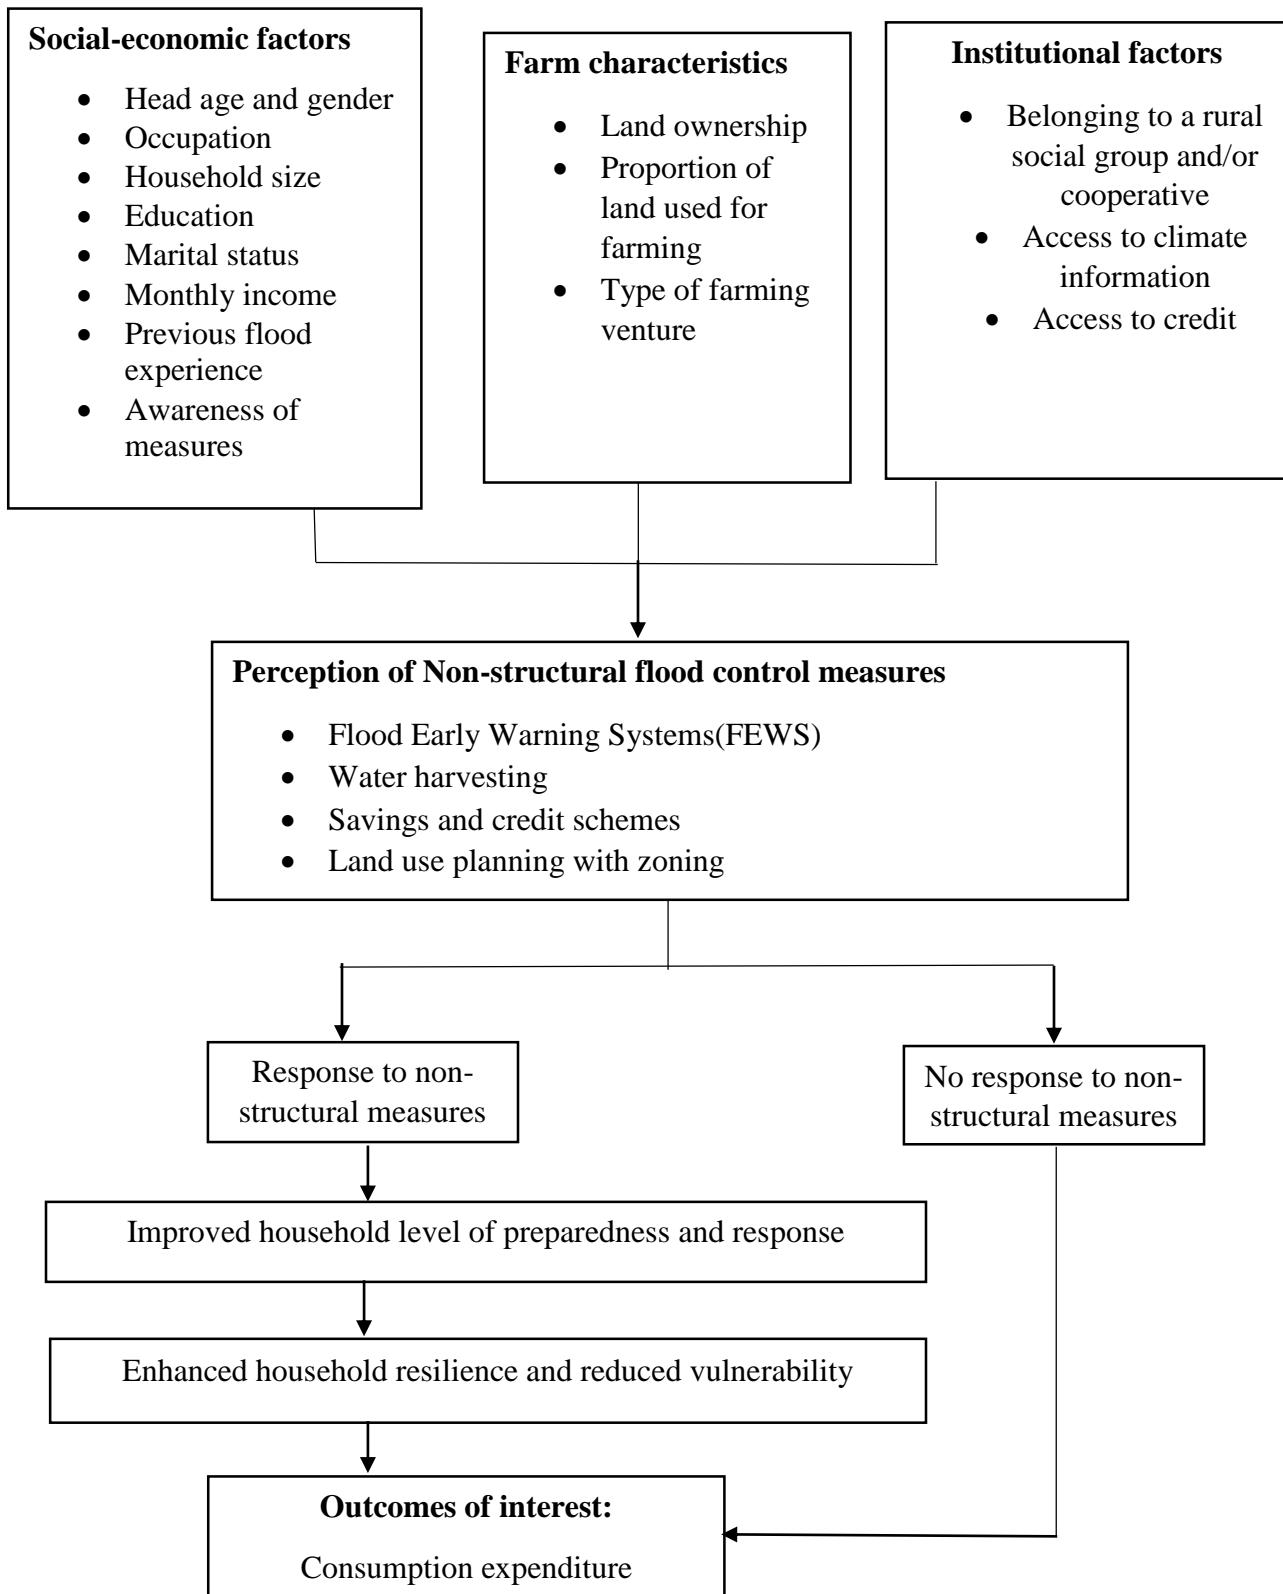 Social-economic factors
• Head age and gender
• Occupation
• Household size
• Education
• Marital status
• Monthly income
• Previous flood
experience
• Awareness of
measures
Farm characteristics
• Land ownership
• Proportion of
land used for
farming
• Type of farming
venture
Institutional factors
• Belonging to a rural
social group and/or
cooperative
• Access to climate
information
• Access to credit
Perception of Non-structural flood control measures
• Flood Early Warning Systems(FEWS)
• Water harvesting
• Savings and credit schemes
• Land use planning with zoning
Response to non-
structural measures
No response to non-
structural measures
Improved household level of preparedness and response
Enhanced household resilience and reduced vulnerability
Outcomes of interest:
Consumption expenditure